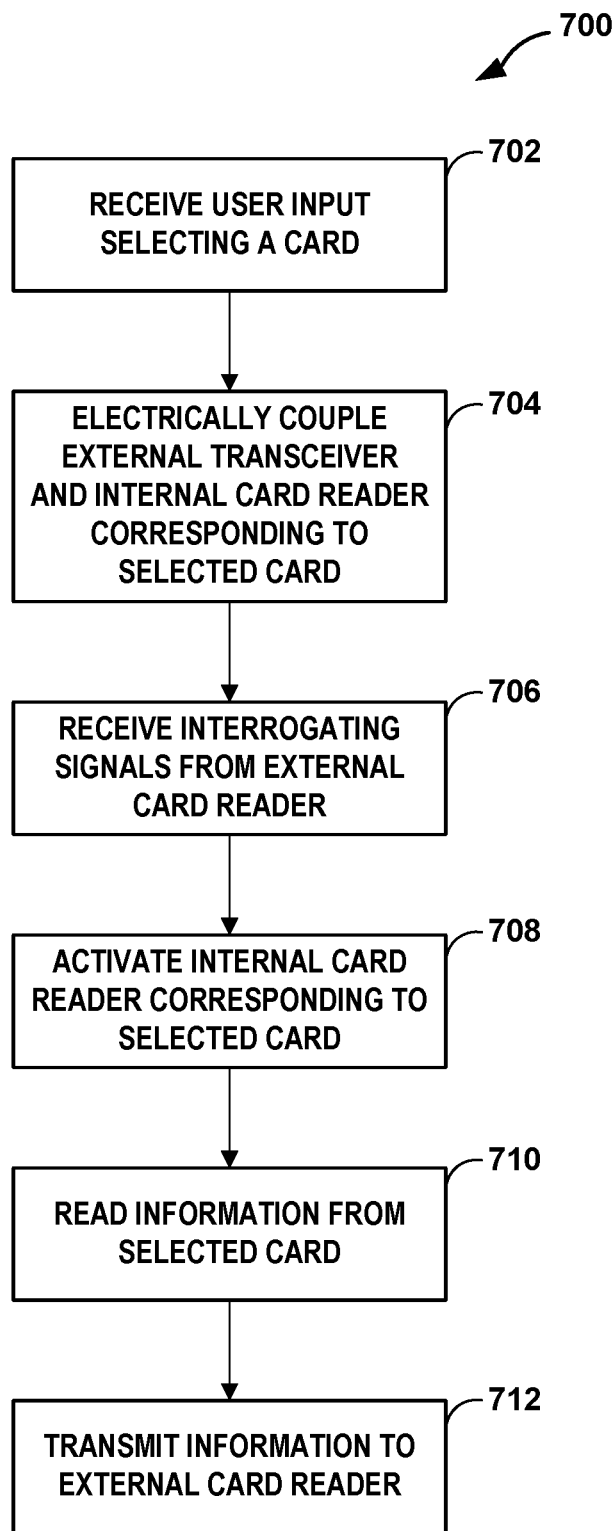 700
702
RECEIVE USER INPUT
SELECTING A CARD
704
ELECTRICALLY COUPLE
EXTERNAL TRANSCEIVER
AND INTERNAL CARD READER
CORRESPONDING TO
SELECTED CARD
706
RECEIVE INTERROGATING
SIGNALS FROM EXTERNAL
CARD READER
708
ACTIVATE INTERNAL CARD
READER CORRESPONDING TO
SELECTED CARD
710
READ INFORMATION FROM
SELECTED CARD
712
TRANSMIT INFORMATION TO
EXTERNAL CARD READER